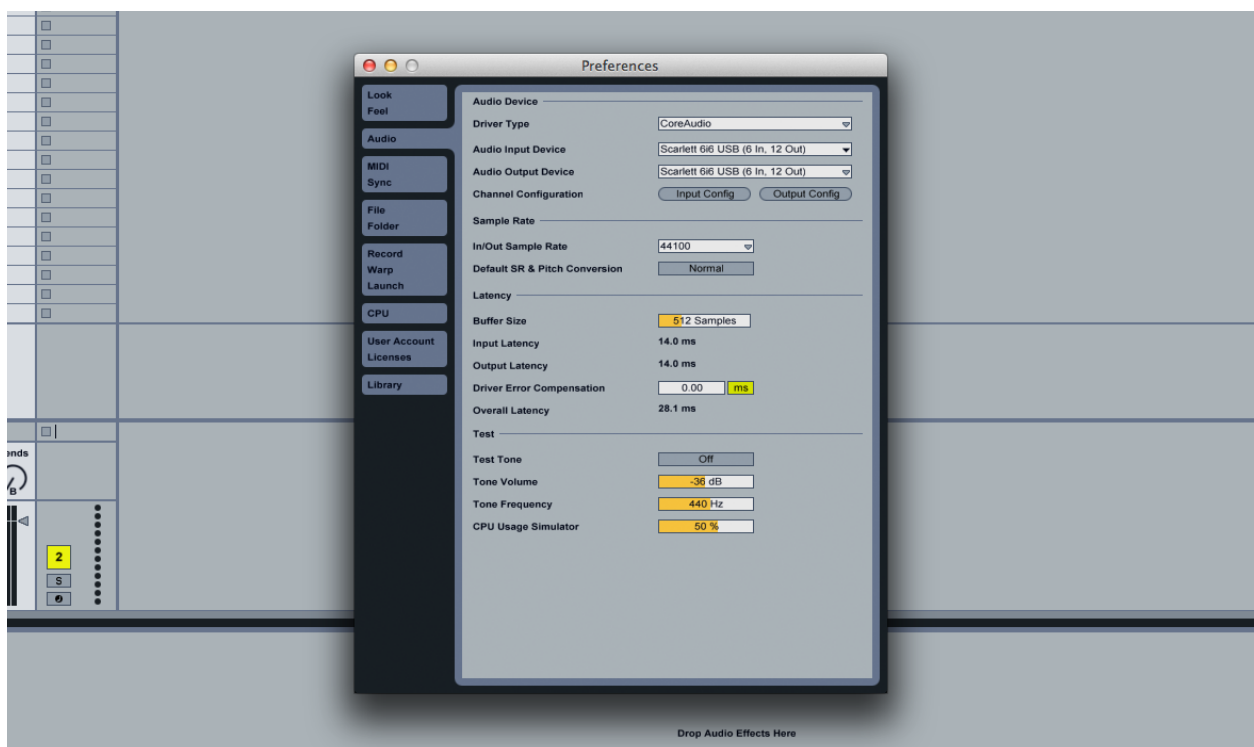 Preferences
Look
Feel
Audio
MIDI
Sync
File
Folder
Record
Warp
Launch
CPU
User Account
Licenses
Library
Audio Device
Driver Type CoreAudio
Audio Input Device Scarlett 6i6 USB (6 In, 12 Out)
Audio Output Device Scarlett 6i6 USB (6 In, 12 Out)
Channel Configuration Input Config Output Config
Sample Rate
In/Out Sample Rate 44100
Default SR & Pitch Conversion Normal
Latency
Buffer Size 512 Samples
Input Latency 14.0 ms
Output Latency 14.0 ms
Driver Error Compensation 0.00 ms
Overall Latency 28.1 ms
Test
Test Tone Off
Tone Volume -36 dB
Tone Frequency 440 Hz
CPU Usage Simulator 50 %
ends
B
2
S
Drop Audio Effects Here